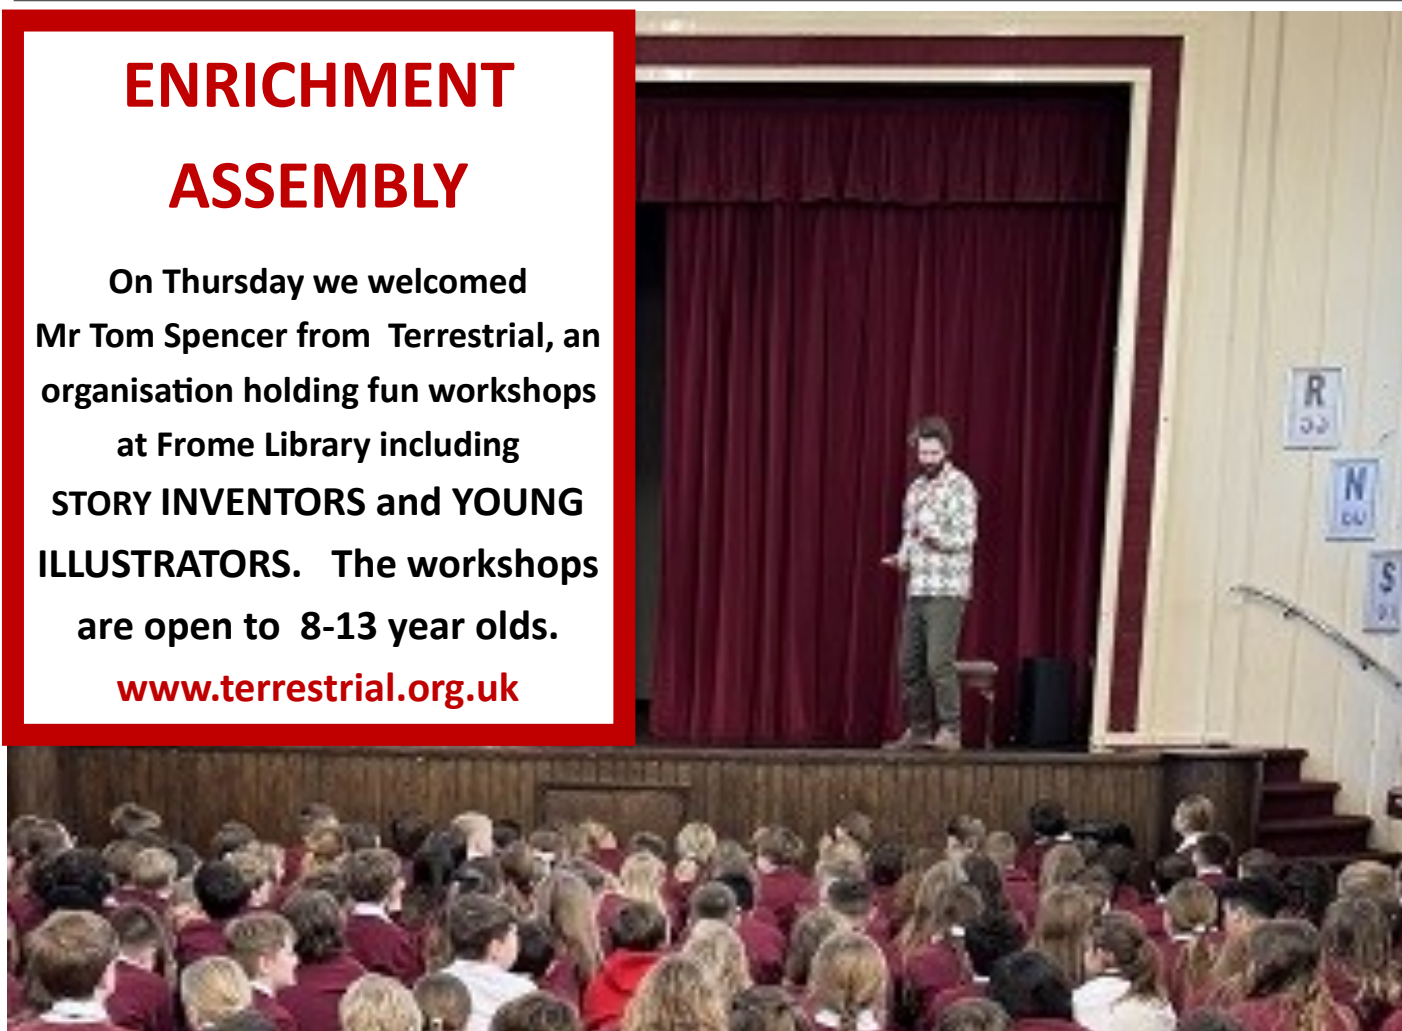 ENRICHMENT
ASSEMBLY
On Thursday we welcomed
Mr Tom Spencer from Terrestrial, an
organisation holding fun workshops
at Frome Library including
STORY INVENTORS and YOUNG
ILLUSTRATORS. The workshops
are open to 8-13 year olds.
www.terrestrial.org.uk
R
N
S